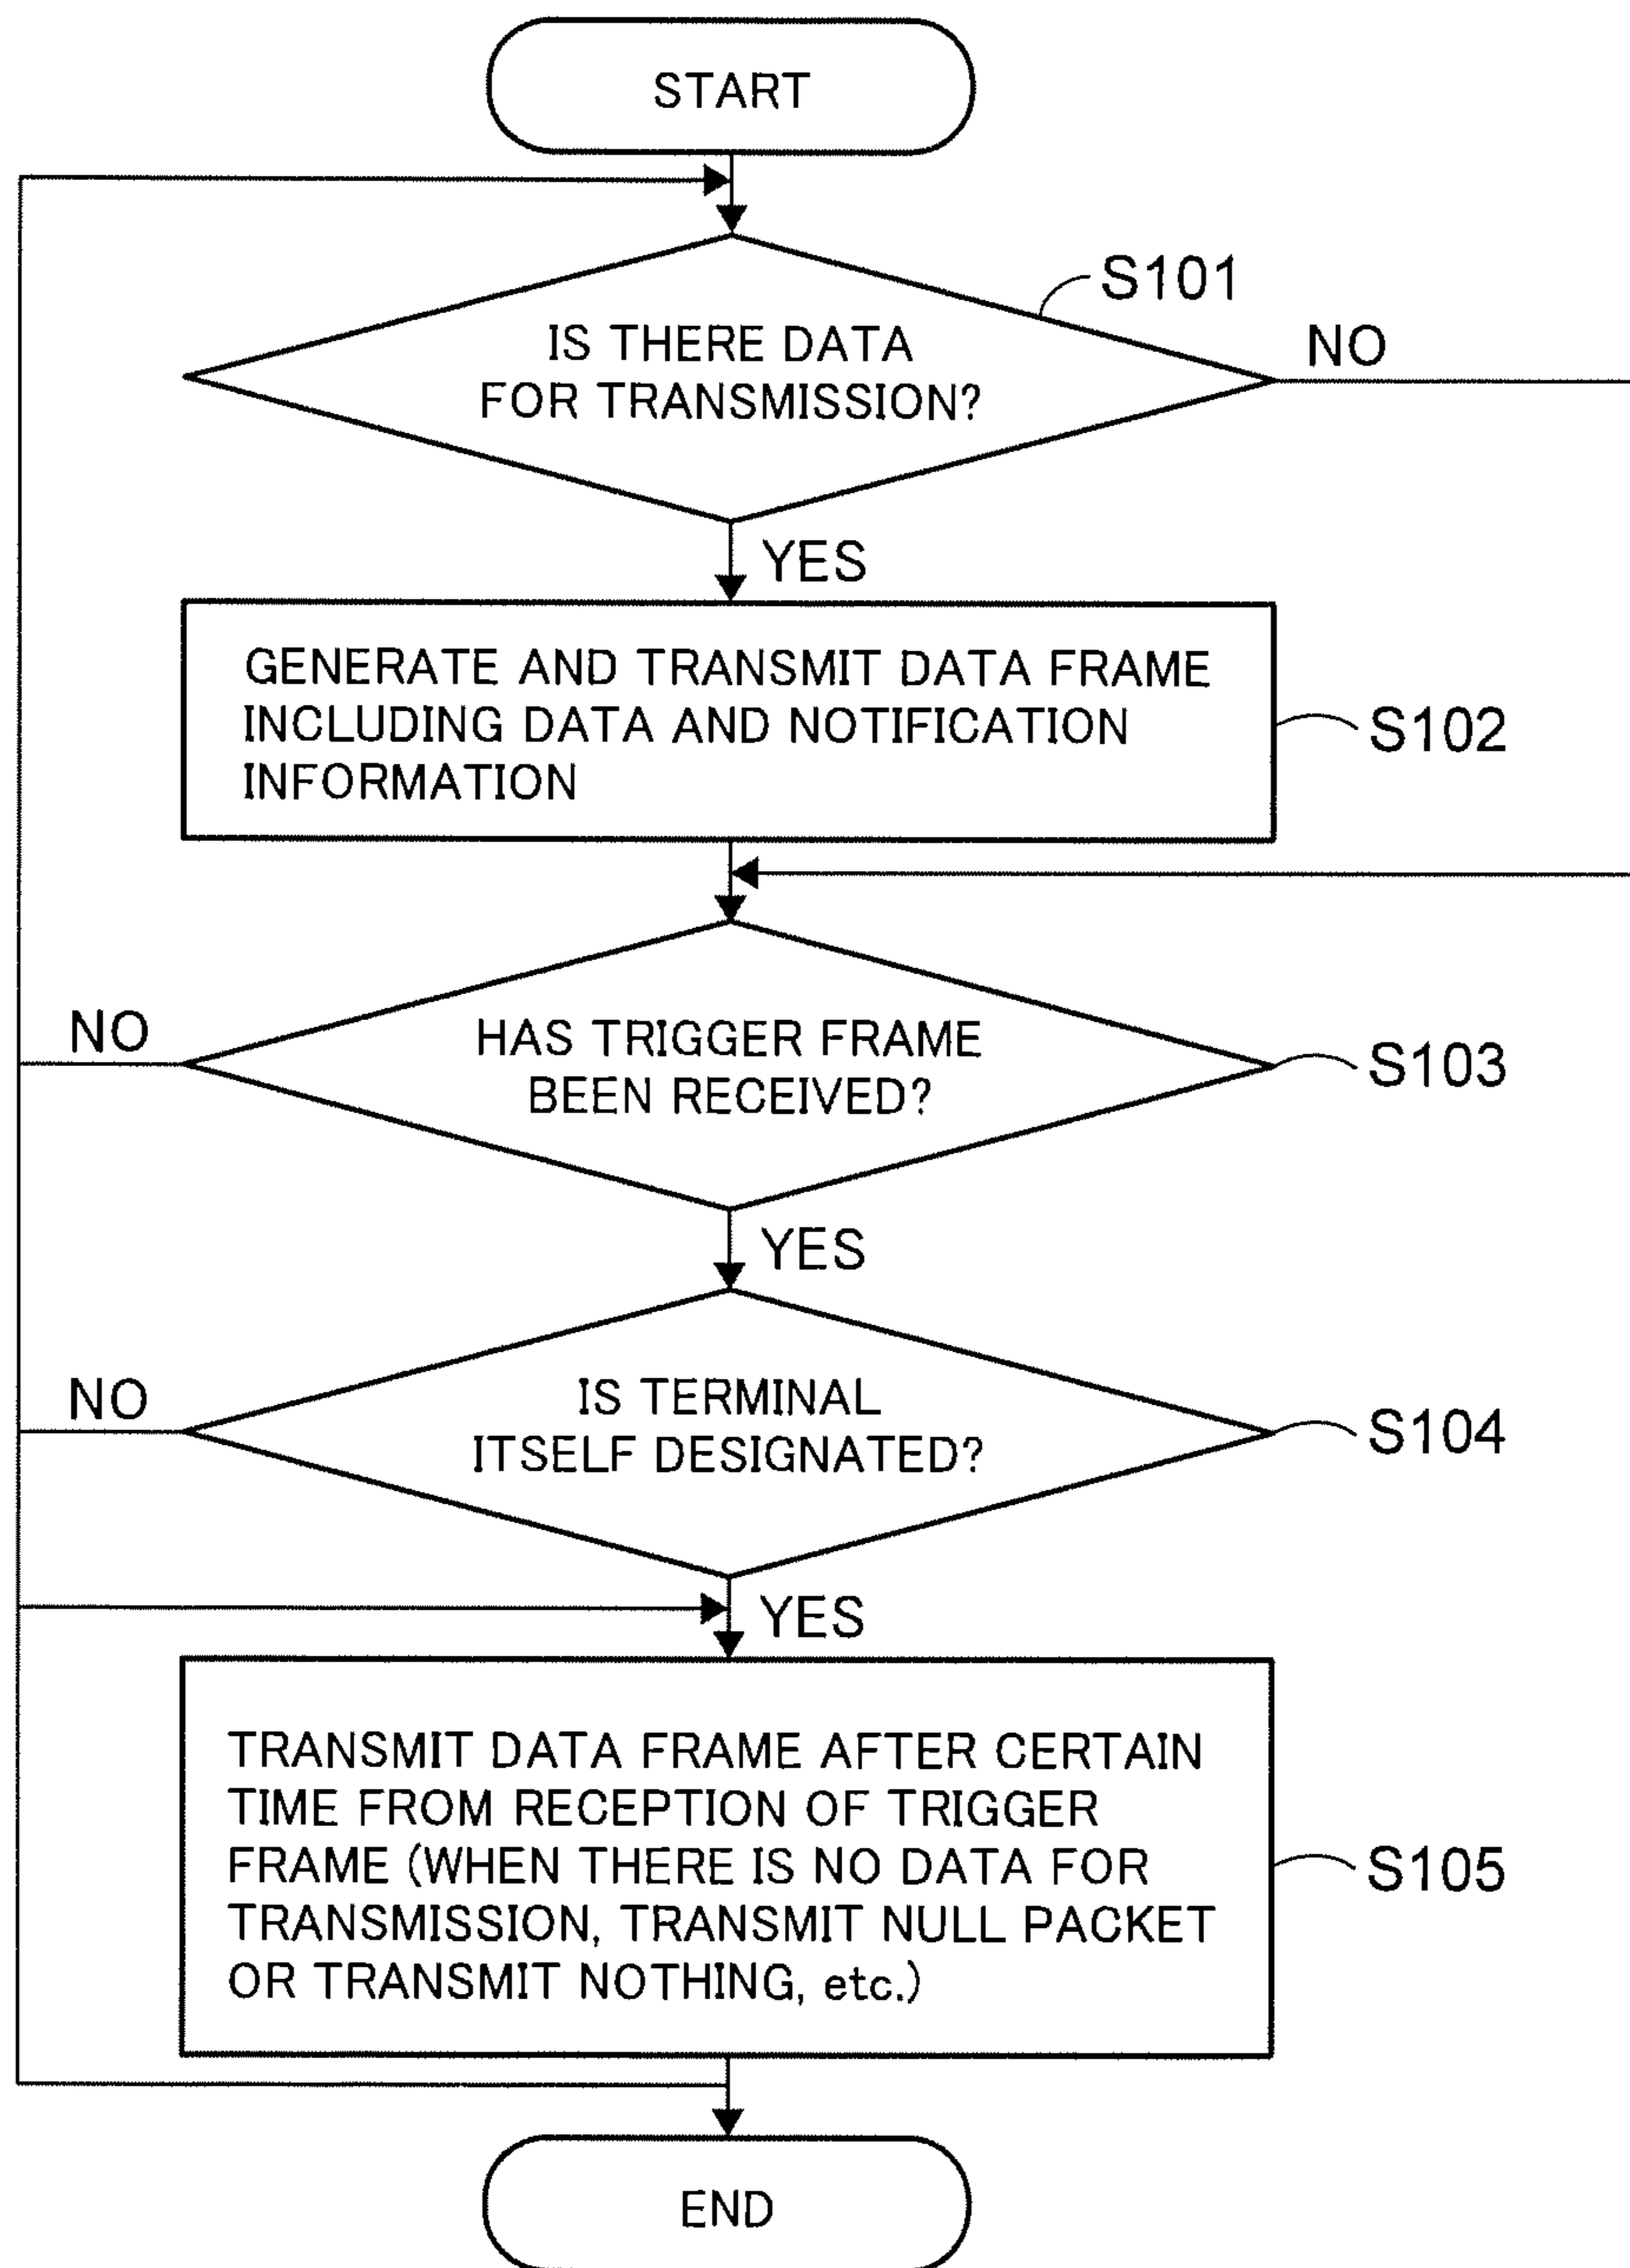 START
S101
IS THERE DATA
FOR TRANSMISSION?
NO
YES
GENERATE AND TRANSMIT DATA FRAME
INCLUDING DATA AND NOTIFICATION
INFORMATION
S102
NO
HAS TRIGGER FRAME
BEEN RECEIVED?
S103
YES
NO
IS TERMINAL
ITSELF DESIGNATED?
S104
YES
TRANSMIT DATA FRAME AFTER CERTAIN
TIME FROM RECEPTION OF TRIGGER
FRAME (WHEN THERE IS NO DATA FOR
TRANSMISSION, TRANSMIT NULL PACKET
OR TRANSMIT NOTHING, etc.)
S105
END